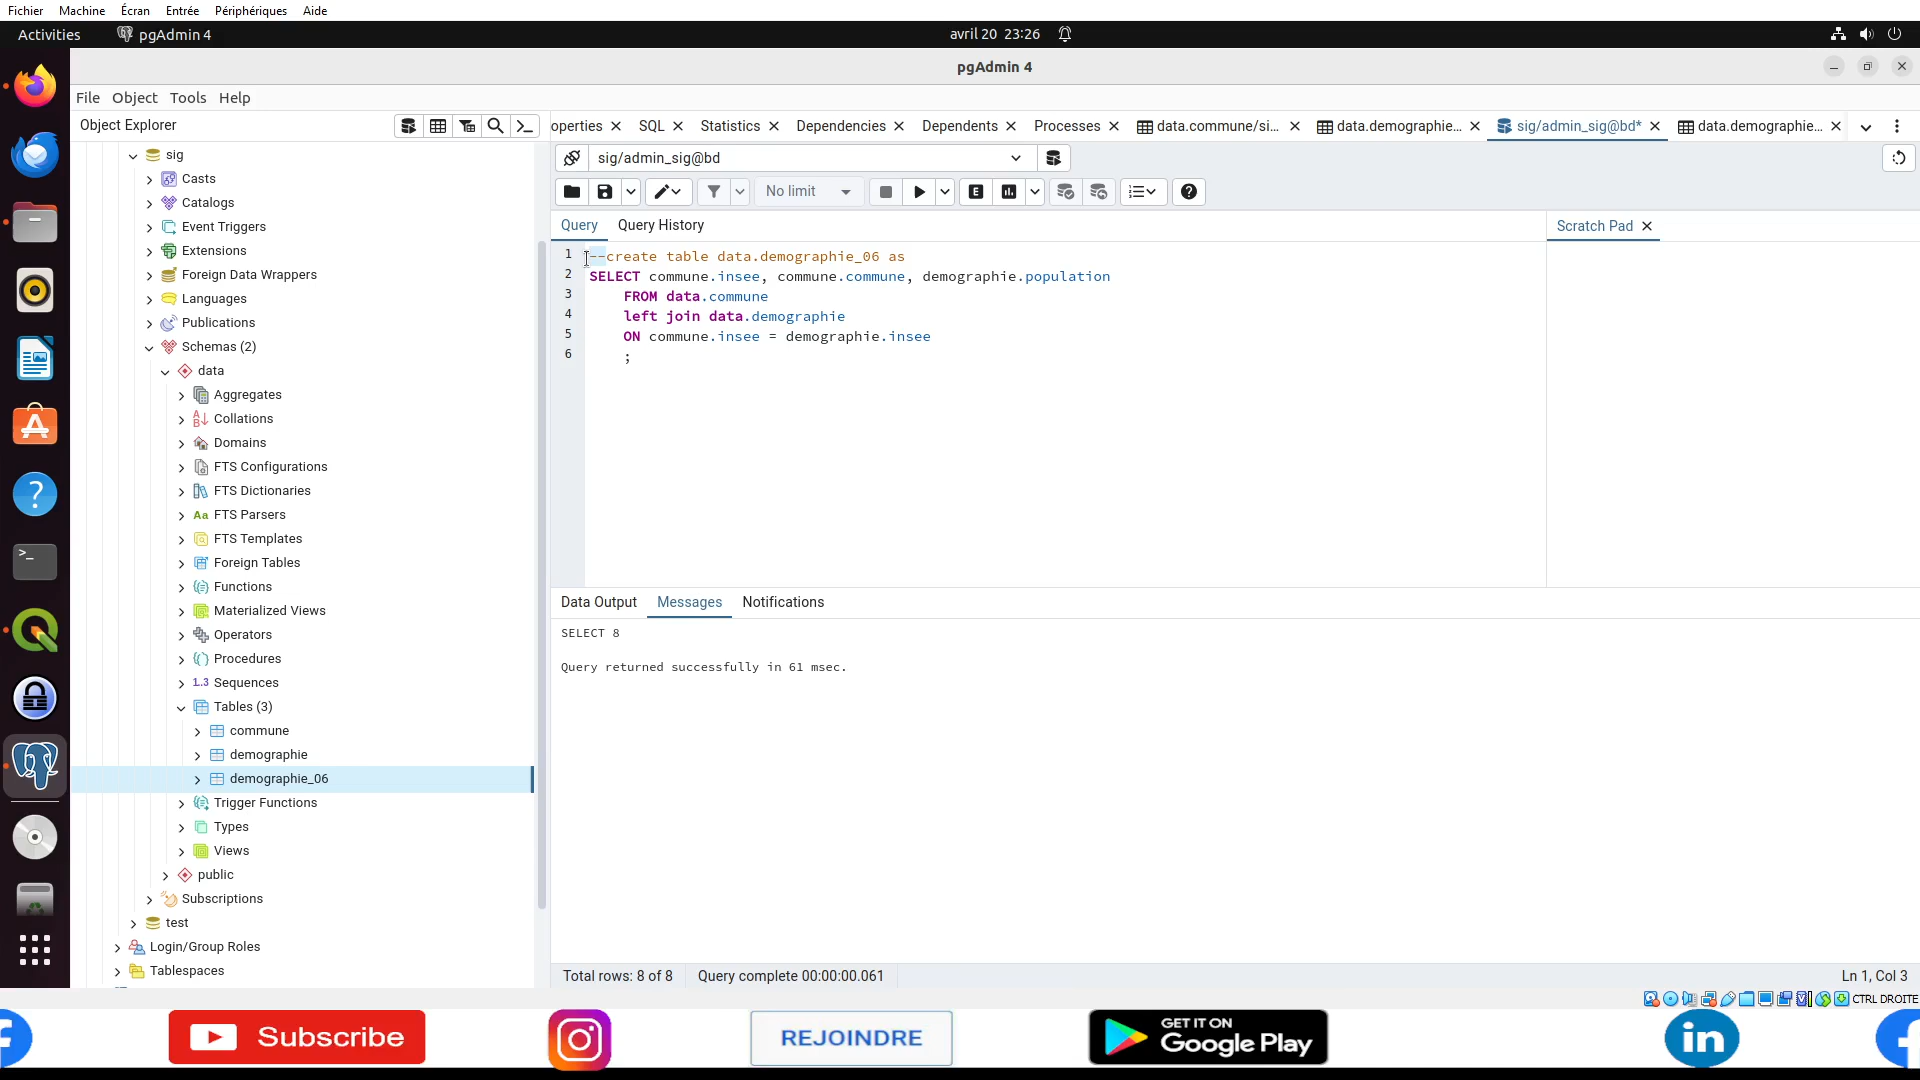 Fichier Machine Écran Entrée Périphériques Aide
Activities pgAdmin 4 avril 20 23:26
pgAdmin 4
File Object Tools Help
Object Explorer
operties SQL Statistics Dependencies Dependents Processes data.commune/si... data.demographie... sig/admin_sig@bd* data.demographie...
sig/admin_sig@bd
No limit
Query Query History
Scratch Pad
1 --create table data.demographie_06 as
2 SELECT commune.insee, commune.commune, demographie.population
3 FROM data.commune
4 left join data.demographie
5 ON commune.insee = demographie.insee
6 ;
sig
Casts
Catalogs
Event Triggers
Extensions
Foreign Data Wrappers
Languages
Publications
Schemas (2)
data
Aggregates
Collations
Domains
FTS Configurations
FTS Dictionaries
FTS Parsers
FTS Templates
Foreign Tables
Functions
Materialized Views
Operators
Procedures
Sequences
Tables (3)
commune
demographie
demographie_06
Trigger Functions
Types
Views
public
Subscriptions
test
Login/Group Roles
Tablespaces
Data Output Messages Notifications
SELECT 8
Query returned successfully in 61 msec.
Total rows: 8 of 8 Query complete 00:00:00.061 Ln 1, Col 3
CTRL DROITE
Subscribe
REJOINDRE
GET IT ON
Google Play
in